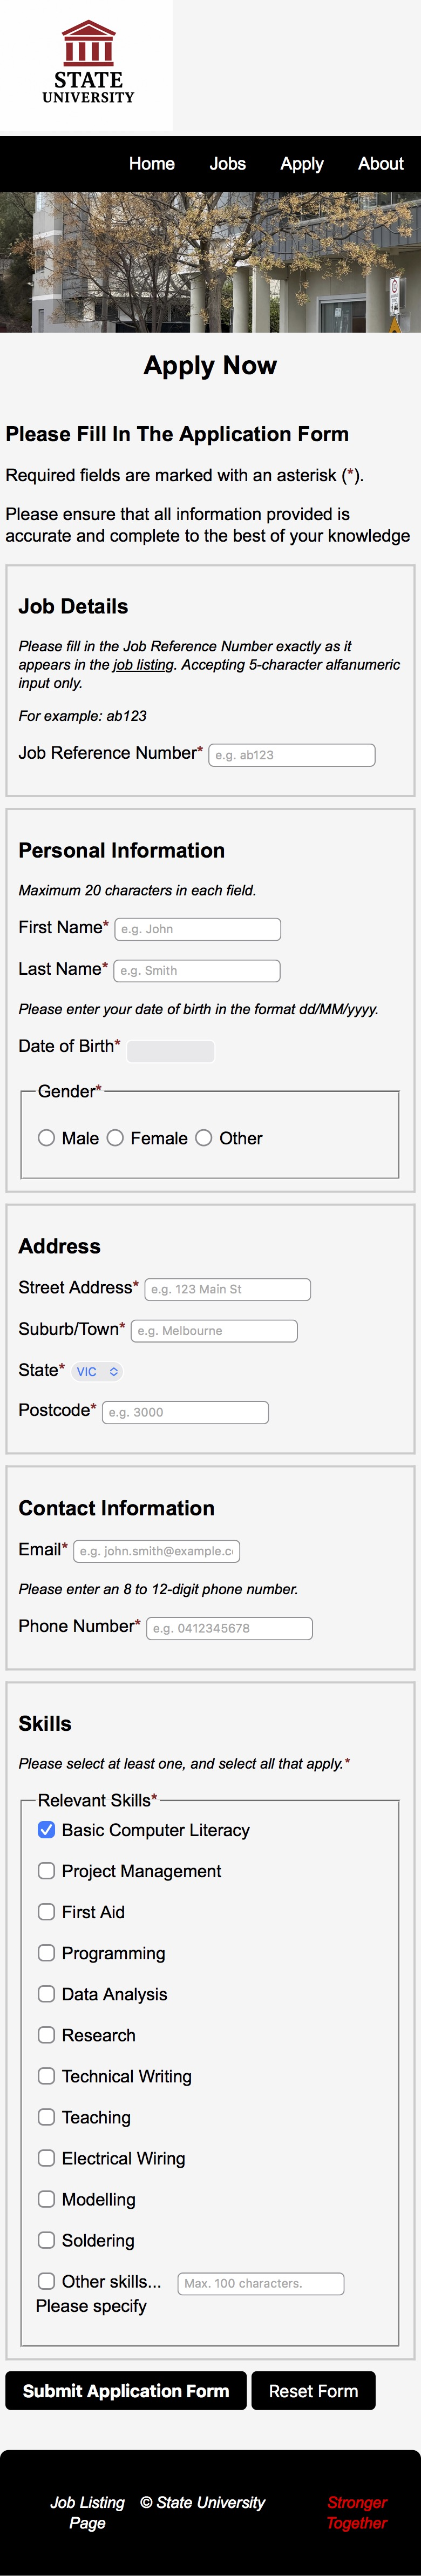 STATE
UNIVERSITY
Home Jobs Apply About
Apply Now
Please Fill In The Application Form
Required fields are marked with an asterisk (*).
Please ensure that all information provided is
accurate and complete to the best of your knowledge
Job Details
Please fill in the Job Reference Number exactly as it
appears in the job listing. Accepting 5-character alfanumeric
input only.
For example: ab123
Job Reference Number* e.g. ab123
Personal Information
Maximum 20 characters in each field.
First Name* e.g. John
Last Name* e.g. Smith
Please enter your date of birth in the format dd/MM/yyyy.
Date of Birth*
Gender*
Male Female Other
Address
Street Address* e.g. 123 Main St
Suburb/Town* e.g. Melbourne
State* VIC
Postcode* e.g. 3000
Contact Information
Email* e.g. john.smith@example.c
Please enter an 8 to 12-digit phone number.
Phone Number* e.g. 0412345678
Skills
Please select at least one, and select all that apply.*
Relevant Skills*
Basic Computer Literacy
Project Management
First Aid
Programming
Data Analysis
Research
Technical Writing
Teaching
Electrical Wiring
Modelling
Soldering
Other skills... Max. 100 characters.
Please specify
Submit Application Form Reset Form
Job Listing © State University Stronger
Page Together